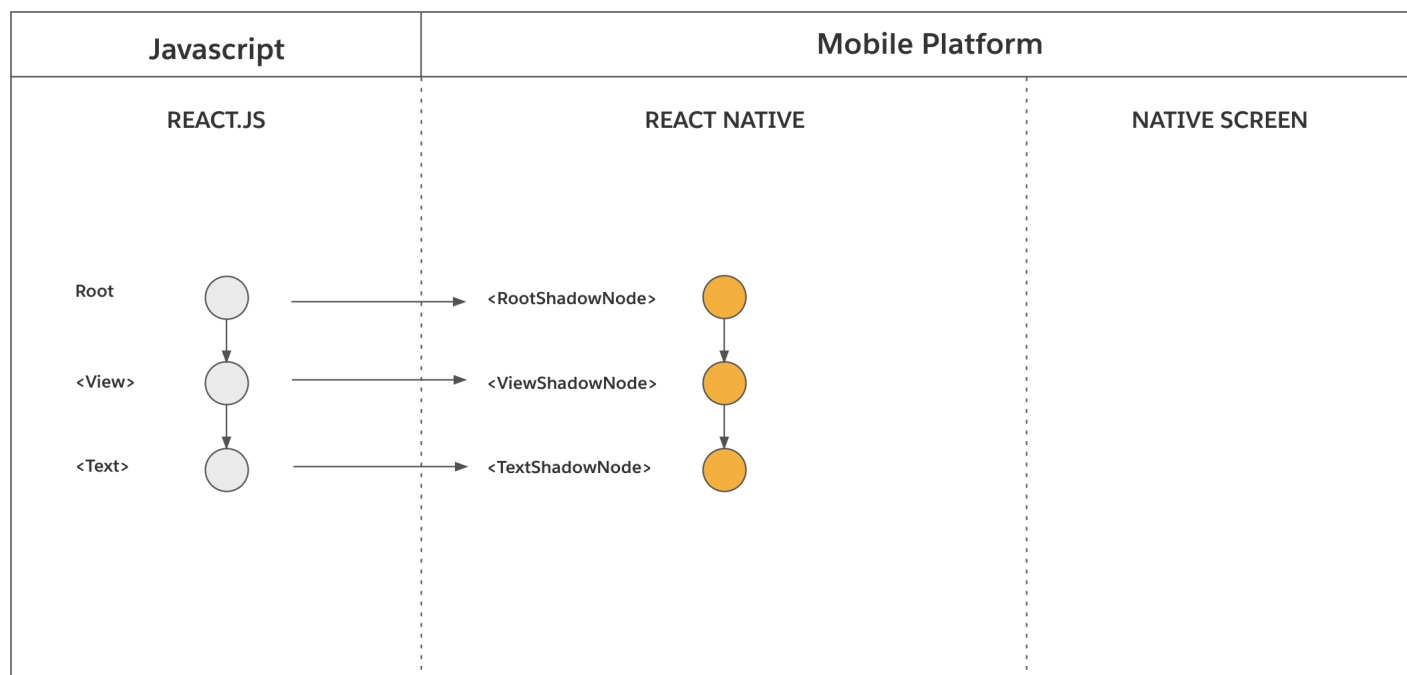 Javascript
Mobile Platform
REACT.JS
REACT NATIVE
NATIVE SCREEN
Root
<RootShadowNode>
<View>
<ViewShadowNode>
<Text>
<TextShadowNode>